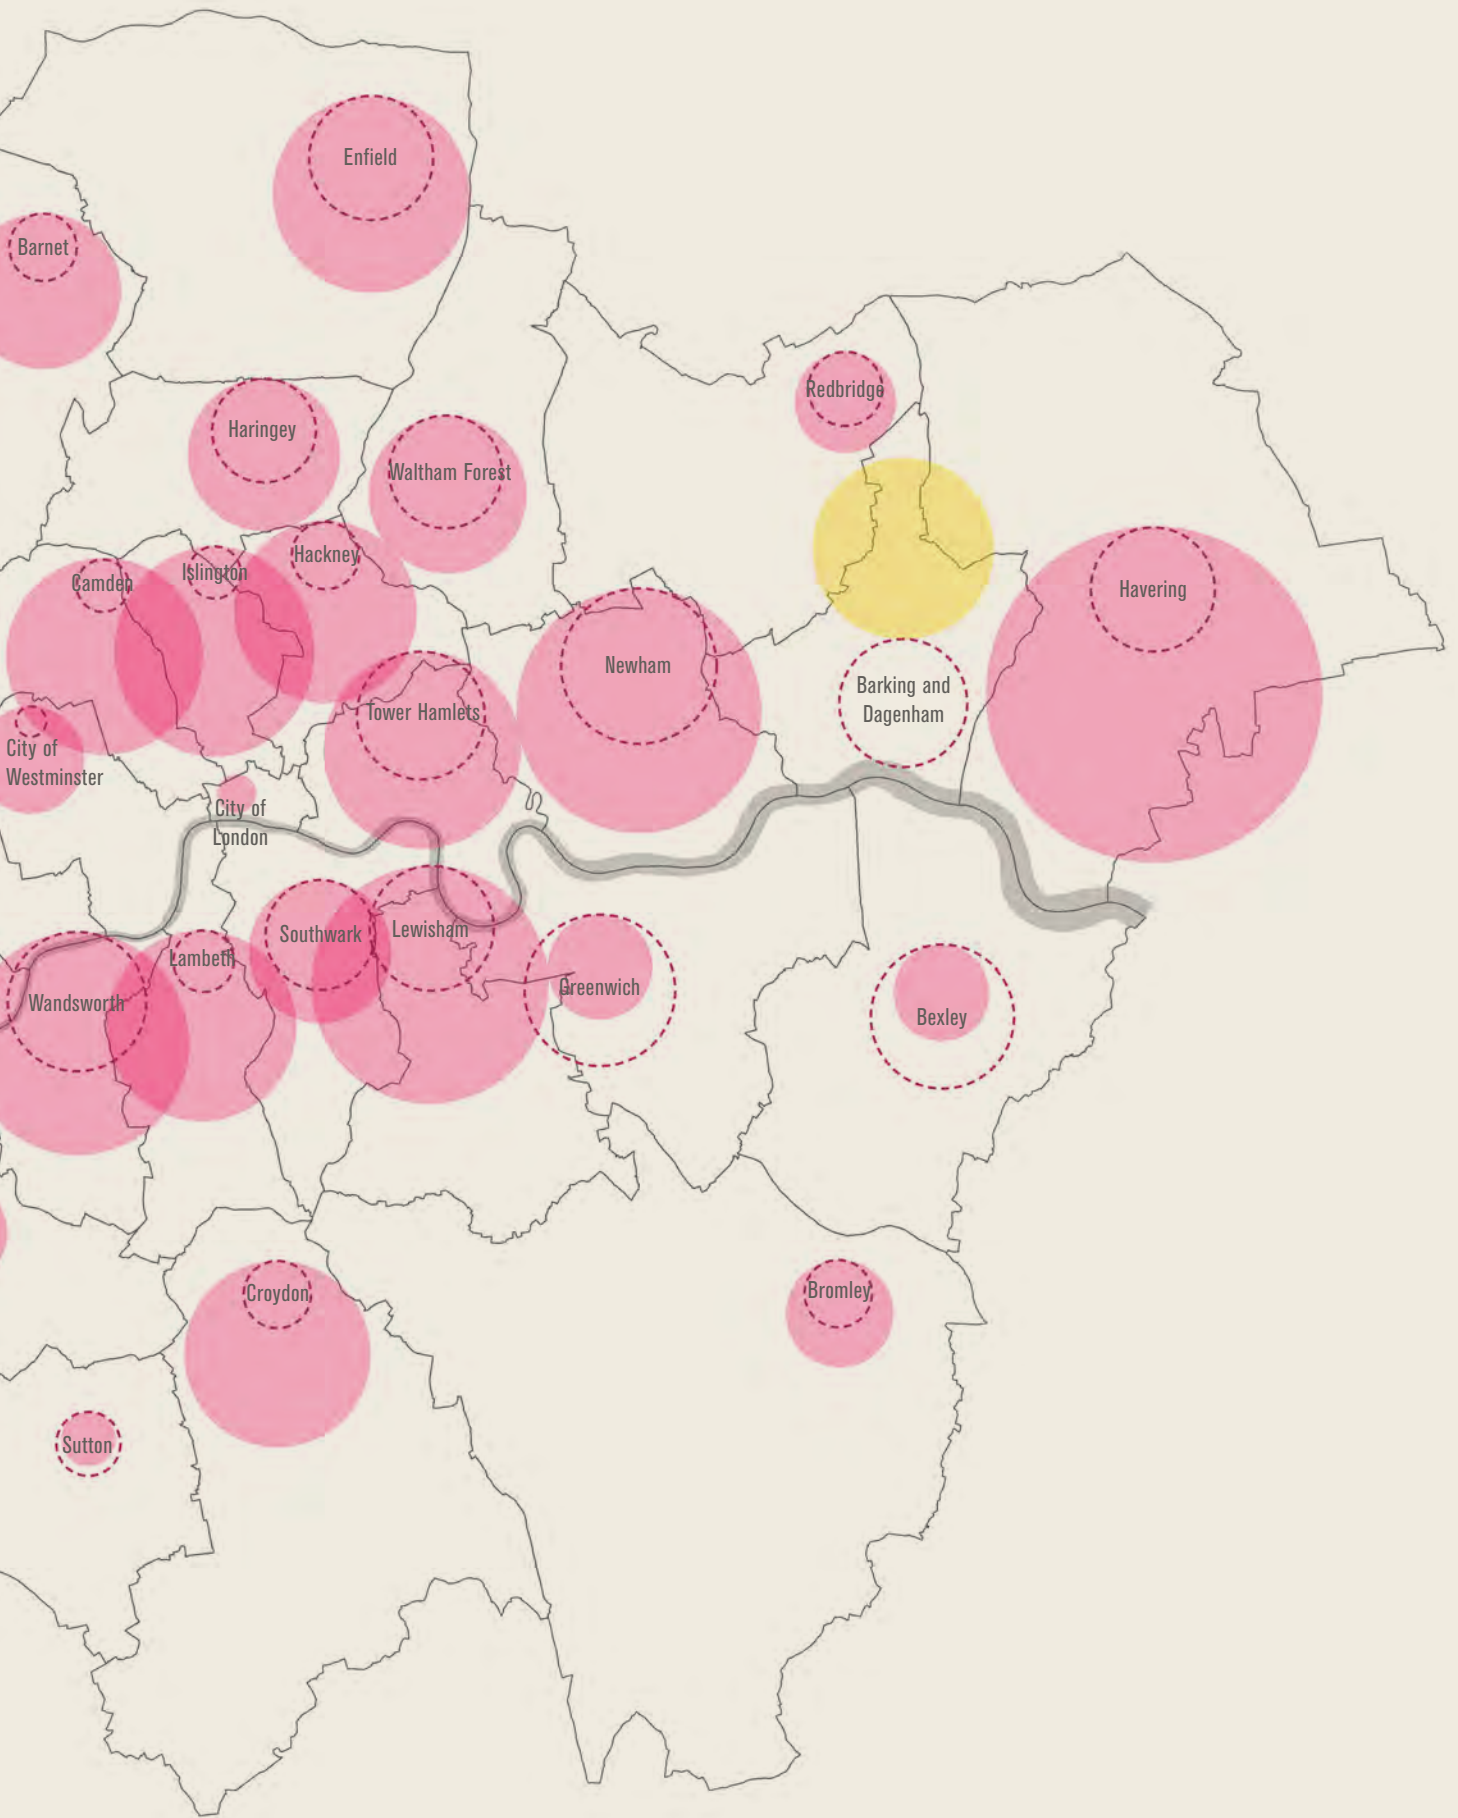 Enfield
Barnet
Redbridge
Haringey
Waltham Forest
Hackney
Islington
Camden
Havering
Newham
Barking and
Dagenham
Tower Hamlets
City of
Westminster
City of
London
Lewisham
Southwark
Lambeth
Greenwich
Wandsworth
Bexley
Bromley
Croydon
Sutton